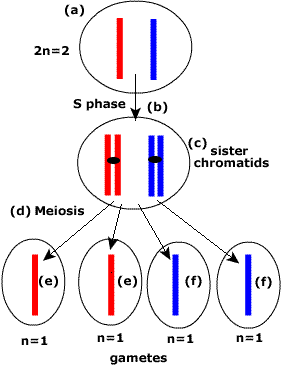 (a)
2n=2
S phase (b)
(c) sister
chromatids
(d) Meiosis
(e) (e) (f) (f)
n=1 n=1 n=1 n=1
gametes